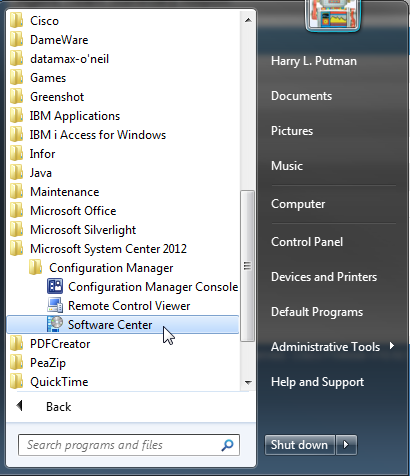 Cisco
DameWare
datamax-o'neil
Games
Greenshot
IBM Applications
IBM i Access for Windows
Infor
Java
Maintenance
Microsoft Office
Microsoft Silverlight
Microsoft System Center 2012
Configuration Manager
Configuration Manager Console
Remote Control Viewer
Software Center
PDFCreator
PeaZip
QuickTime
Back
Search programs and files
Harry L. Putman
Documents
Pictures
Music
Computer
Control Panel
Devices and Printers
Default Programs
Administrative Tools
Help and Support
Shut down